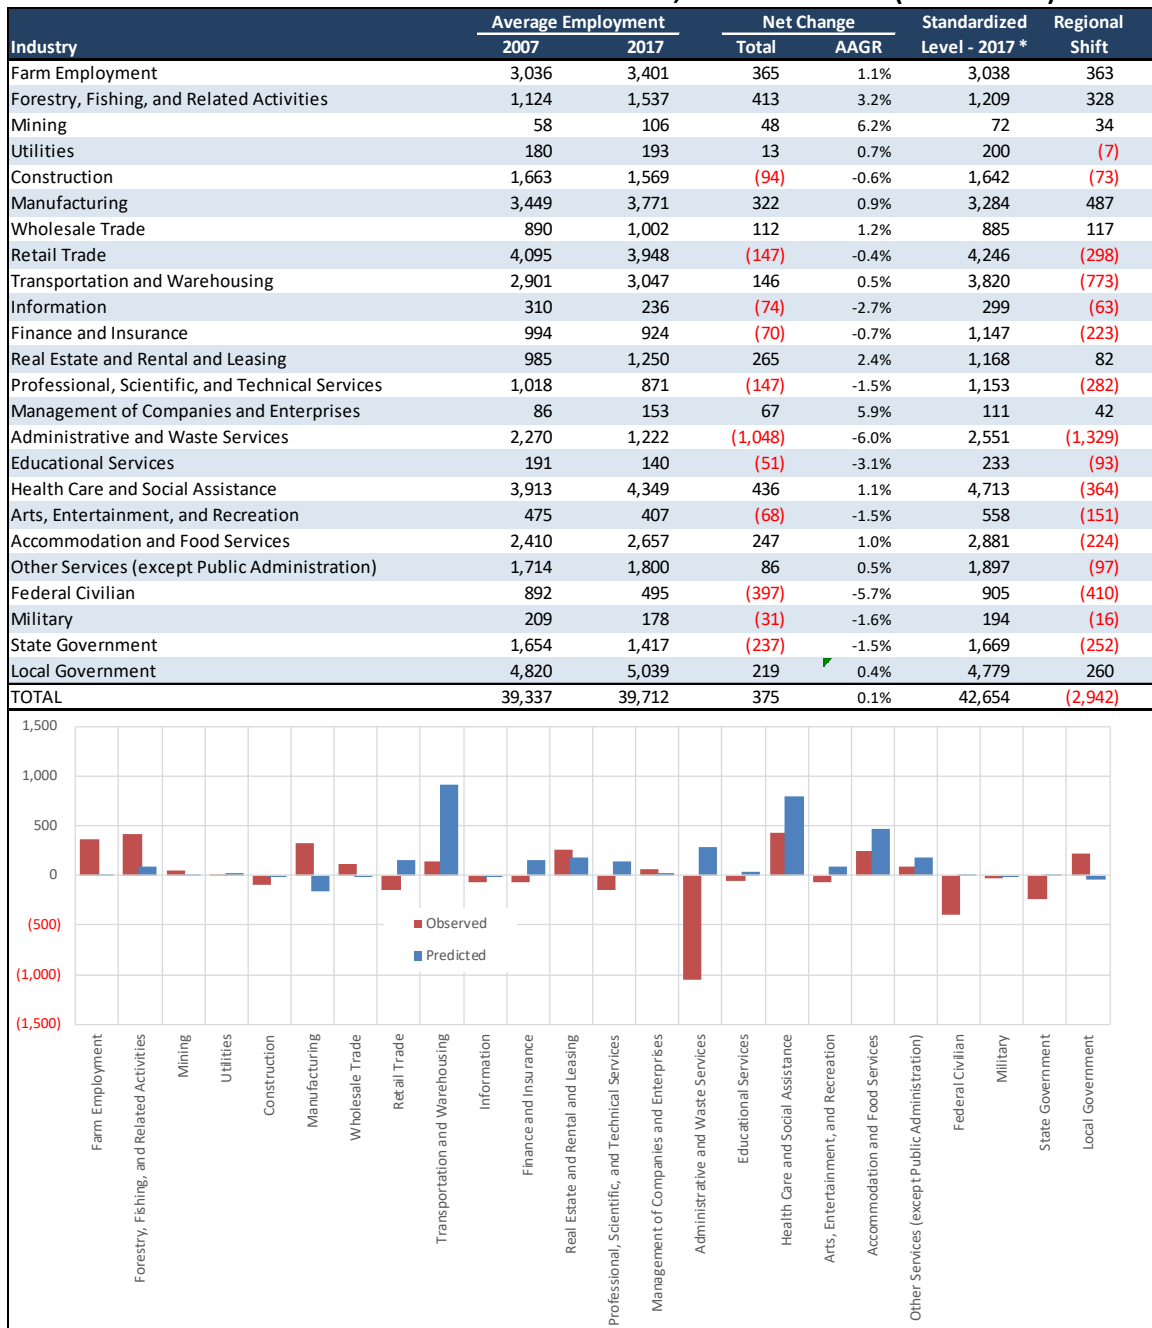 Average Employment Net Change Standardized Regional
Industry 2007 2017 Total AAGR Level - 2017 * Shift
Farm Employment 3,036 3,401 365 1.1% 3,038 363
Forestry, Fishing, and Related Activities 1,124 1,537 413 3.2% 1,209 328
Mining 58 106 48 6.2% 72 34
Utilities 180 193 13 0.7% 200 (7)
Construction 1,663 1,569 (94) -0.6% 1,642 (73)
Manufacturing 3,449 3,771 322 0.9% 3,284 487
Wholesale Trade 890 1,002 112 1.2% 885 117
Retail Trade 4,095 3,948 (147) -0.4% 4,246 (298)
Transportation and Warehousing 2,901 3,047 146 0.5% 3,820 (773)
Information 310 236 (74) -2.7% 299 (63)
Finance and Insurance 994 924 (70) -0.7% 1,147 (223)
Real Estate and Rental and Leasing 985 1,250 265 2.4% 1,168 82
Professional, Scientific, and Technical Services 1,018 871 (147) -1.5% 1,153 (282)
Management of Companies and Enterprises 86 153 67 5.9% 111 42
Administrative and Waste Services 2,270 1,222 (1,048) -6.0% 2,551 (1,329)
Educational Services 191 140 (51) -3.1% 233 (93)
Health Care and Social Assistance 3,913 4,349 436 1.1% 4,713 (364)
Arts, Entertainment, and Recreation 475 407 (68) -1.5% 558 (151)
Accommodation and Food Services 2,410 2,657 247 1.0% 2,881 (224)
Other Services (except Public Administration) 1,714 1,800 86 0.5% 1,897 (97)
Federal Civilian 892 495 (397) -5.7% 905 (410)
Military 209 178 (31) -1.6% 194 (16)
State Government 1,654 1,417 (237) -1.5% 1,669 (252)
Local Government 4,820 5,039 219 0.4% 4,779 260
TOTAL 39,337 39,712 375 0.1% 42,654 (2,942)
1,500
1,000
500
0
(500)
(1,000)
(1,500)
Observed
Predicted
Farm Employment
Forestry, Fishing, and Related Activities
Mining
Utilities
Construction
Manufacturing
Wholesale Trade
Retail Trade
Transportation and Warehousing
Information
Finance and Insurance
Real Estate and Rental and Leasing
Professional, Scientific, and Technical Services
Management of Companies and Enterprises
Administrative and Waste Services
Educational Services
Health Care and Social Assistance
Arts, Entertainment, and Recreation
Accommodation and Food Services
Other Services (except Public Administration)
Federal Civilian
Military
State Government
Local Government